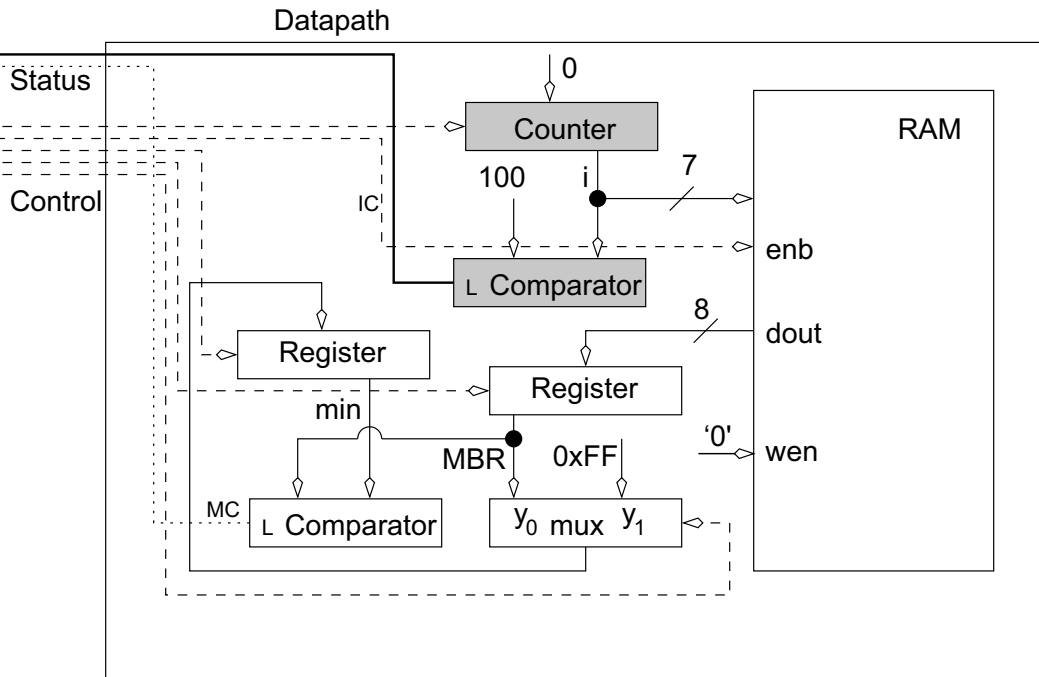 Datapath
Status
0
Counter
RAM
100
i
7
Control
IC
enb
L Comparator
8
dout
Register
Register
min
'0'
wen
MBR
0xFF
MC
L Comparator
y0 mux y1